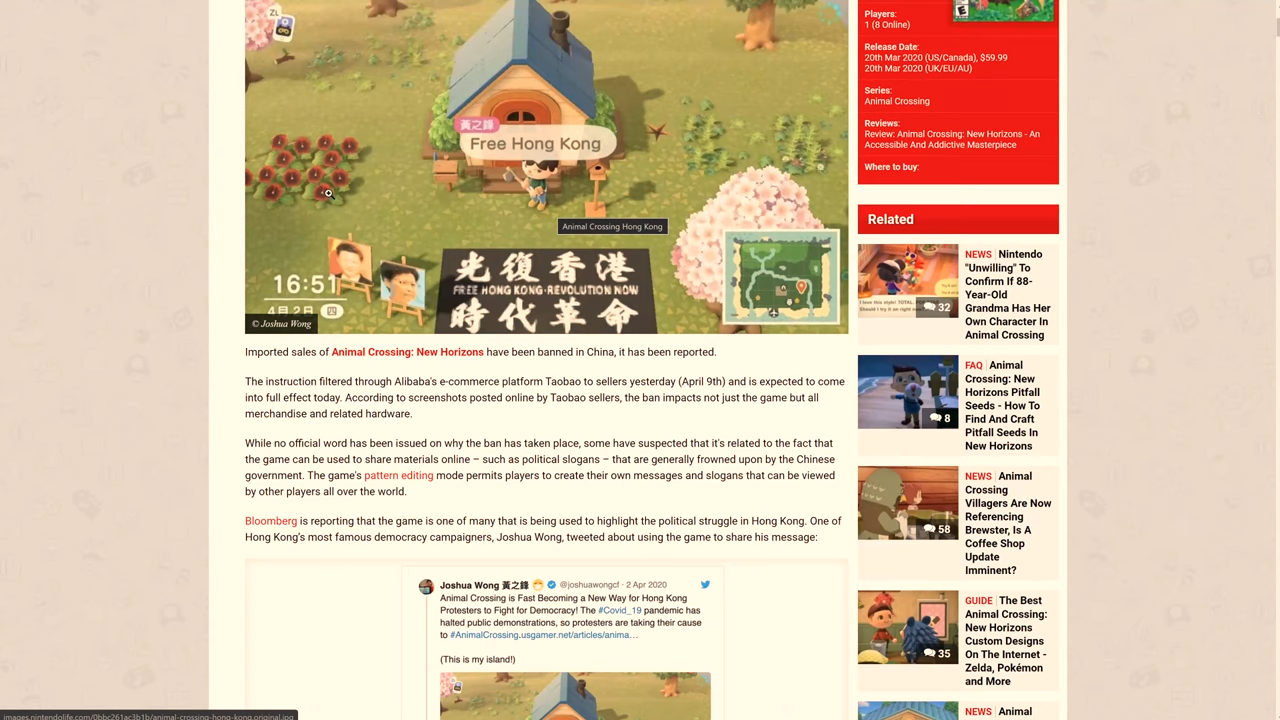 ZL
黃之鋒
Free Hong Kong
Animal Crossing Hong Kong
16:51
4月2日
光復香港
FREE HONG KONG·REVOLUTION NOW
時代革命
© Joshua Wong
Imported sales of Animal Crossing: New Horizons have been banned in China, it has been reported.
The instruction filtered through Alibaba's e-commerce platform Taobao to sellers yesterday (April 9th) and is expected to come
into full effect today. According to screenshots posted online by Taobao sellers, the ban impacts not just the game but all
merchandise and related hardware.
While no official word has been issued on why the ban has taken place, some have suspected that it's related to the fact that
the game can be used to share materials online – such as political slogans – that are generally frowned upon by the Chinese
government. The game's pattern editing mode permits players to create their own messages and slogans that can be viewed
by other players all over the world.
Bloomberg is reporting that the game is one of many that is being used to highlight the political struggle in Hong Kong. One of
Hong Kong's most famous democracy campaigners, Joshua Wong, tweeted about using the game to share his message:
Joshua Wong 黃之鋒 😷 @joshuawongcf · 2 Apr 2020
Animal Crossing is Fast Becoming a New Way for Hong Kong
Protesters to Fight for Democracy! The #Covid_19 pandemic has
halted public demonstrations, so protesters are taking their cause
to #AnimalCrossing.usgamer.net/articles/anima…
(This is my island!)
Players:
1 (8 Online)
Release Date:
20th Mar 2020 (US/Canada), $59.99
20th Mar 2020 (UK/EU/AU)
Series:
Animal Crossing
Reviews:
Review: Animal Crossing: New Horizons - An
Accessible And Addictive Masterpiece
Where to buy:
Related
NEWS Nintendo
"Unwilling" To
Confirm If 88-
Year-Old
Grandma Has Her
Own Character In
Animal Crossing
32
FAQ Animal
Crossing: New
Horizons Pitfall
Seeds - How To
Find And Craft
Pitfall Seeds In
New Horizons
8
NEWS Animal
Crossing
Villagers Are Now
Referencing
Brewster, Is A
Coffee Shop
Update
Imminent?
58
GUIDE The Best
Animal Crossing:
New Horizons
Custom Designs
On The Internet -
Zelda, Pokémon
and More
35
NEWS Animal
images.nintendolife.com/0bbc261ac3b1b/animal-crossing-hong-kong.original.jpg